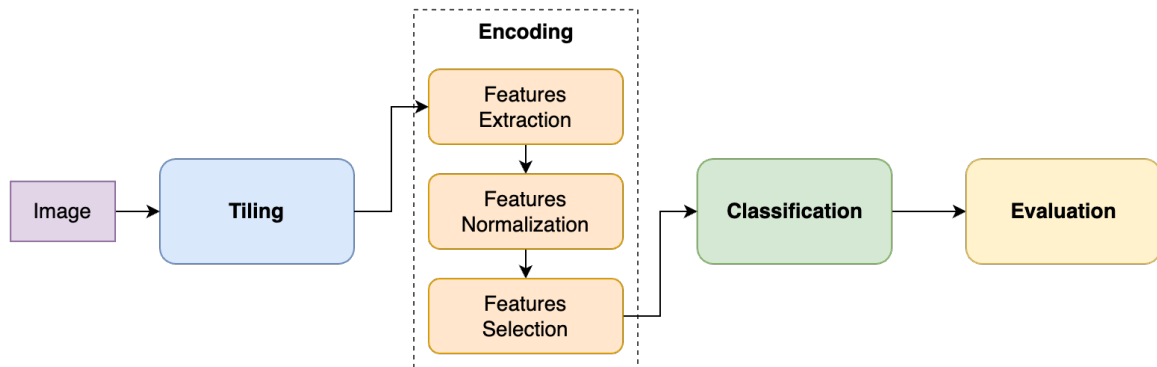 Encoding
Features
Extraction
Image
Tiling
Features
Normalization
Classification
Evaluation
Features
Selection